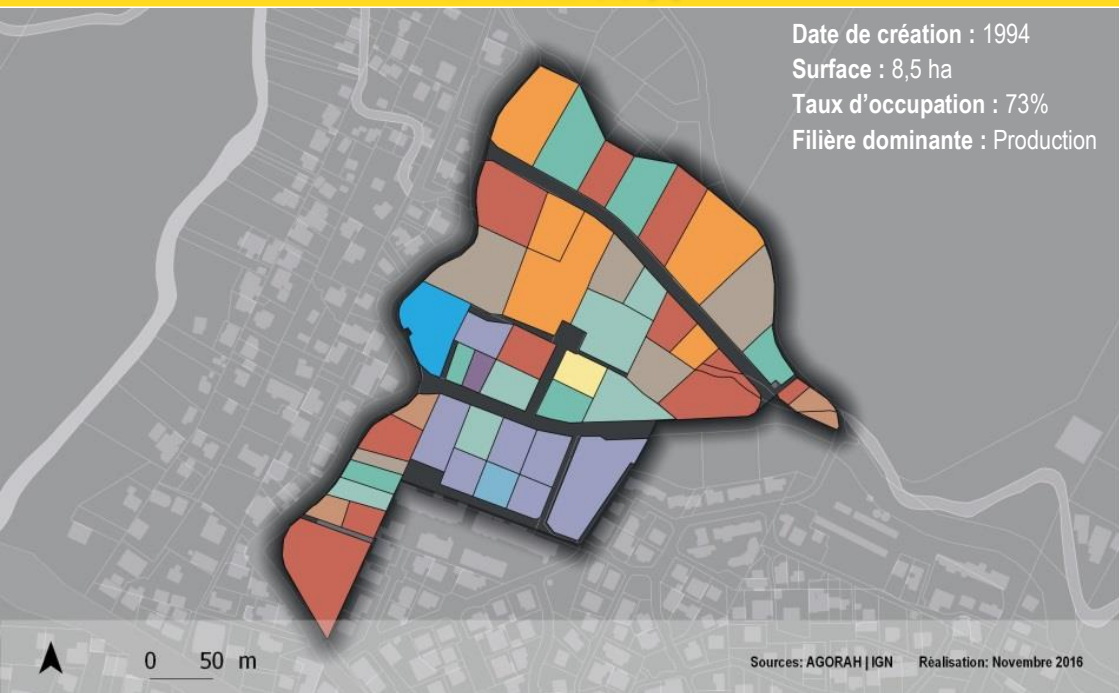 Date de création : 1994
Surface : 8,5 ha
Taux d'occupation : 73%
Filière dominante : Production
0 50 m
Sources: AGORAH | IGN Réalisation: Novembre 2016